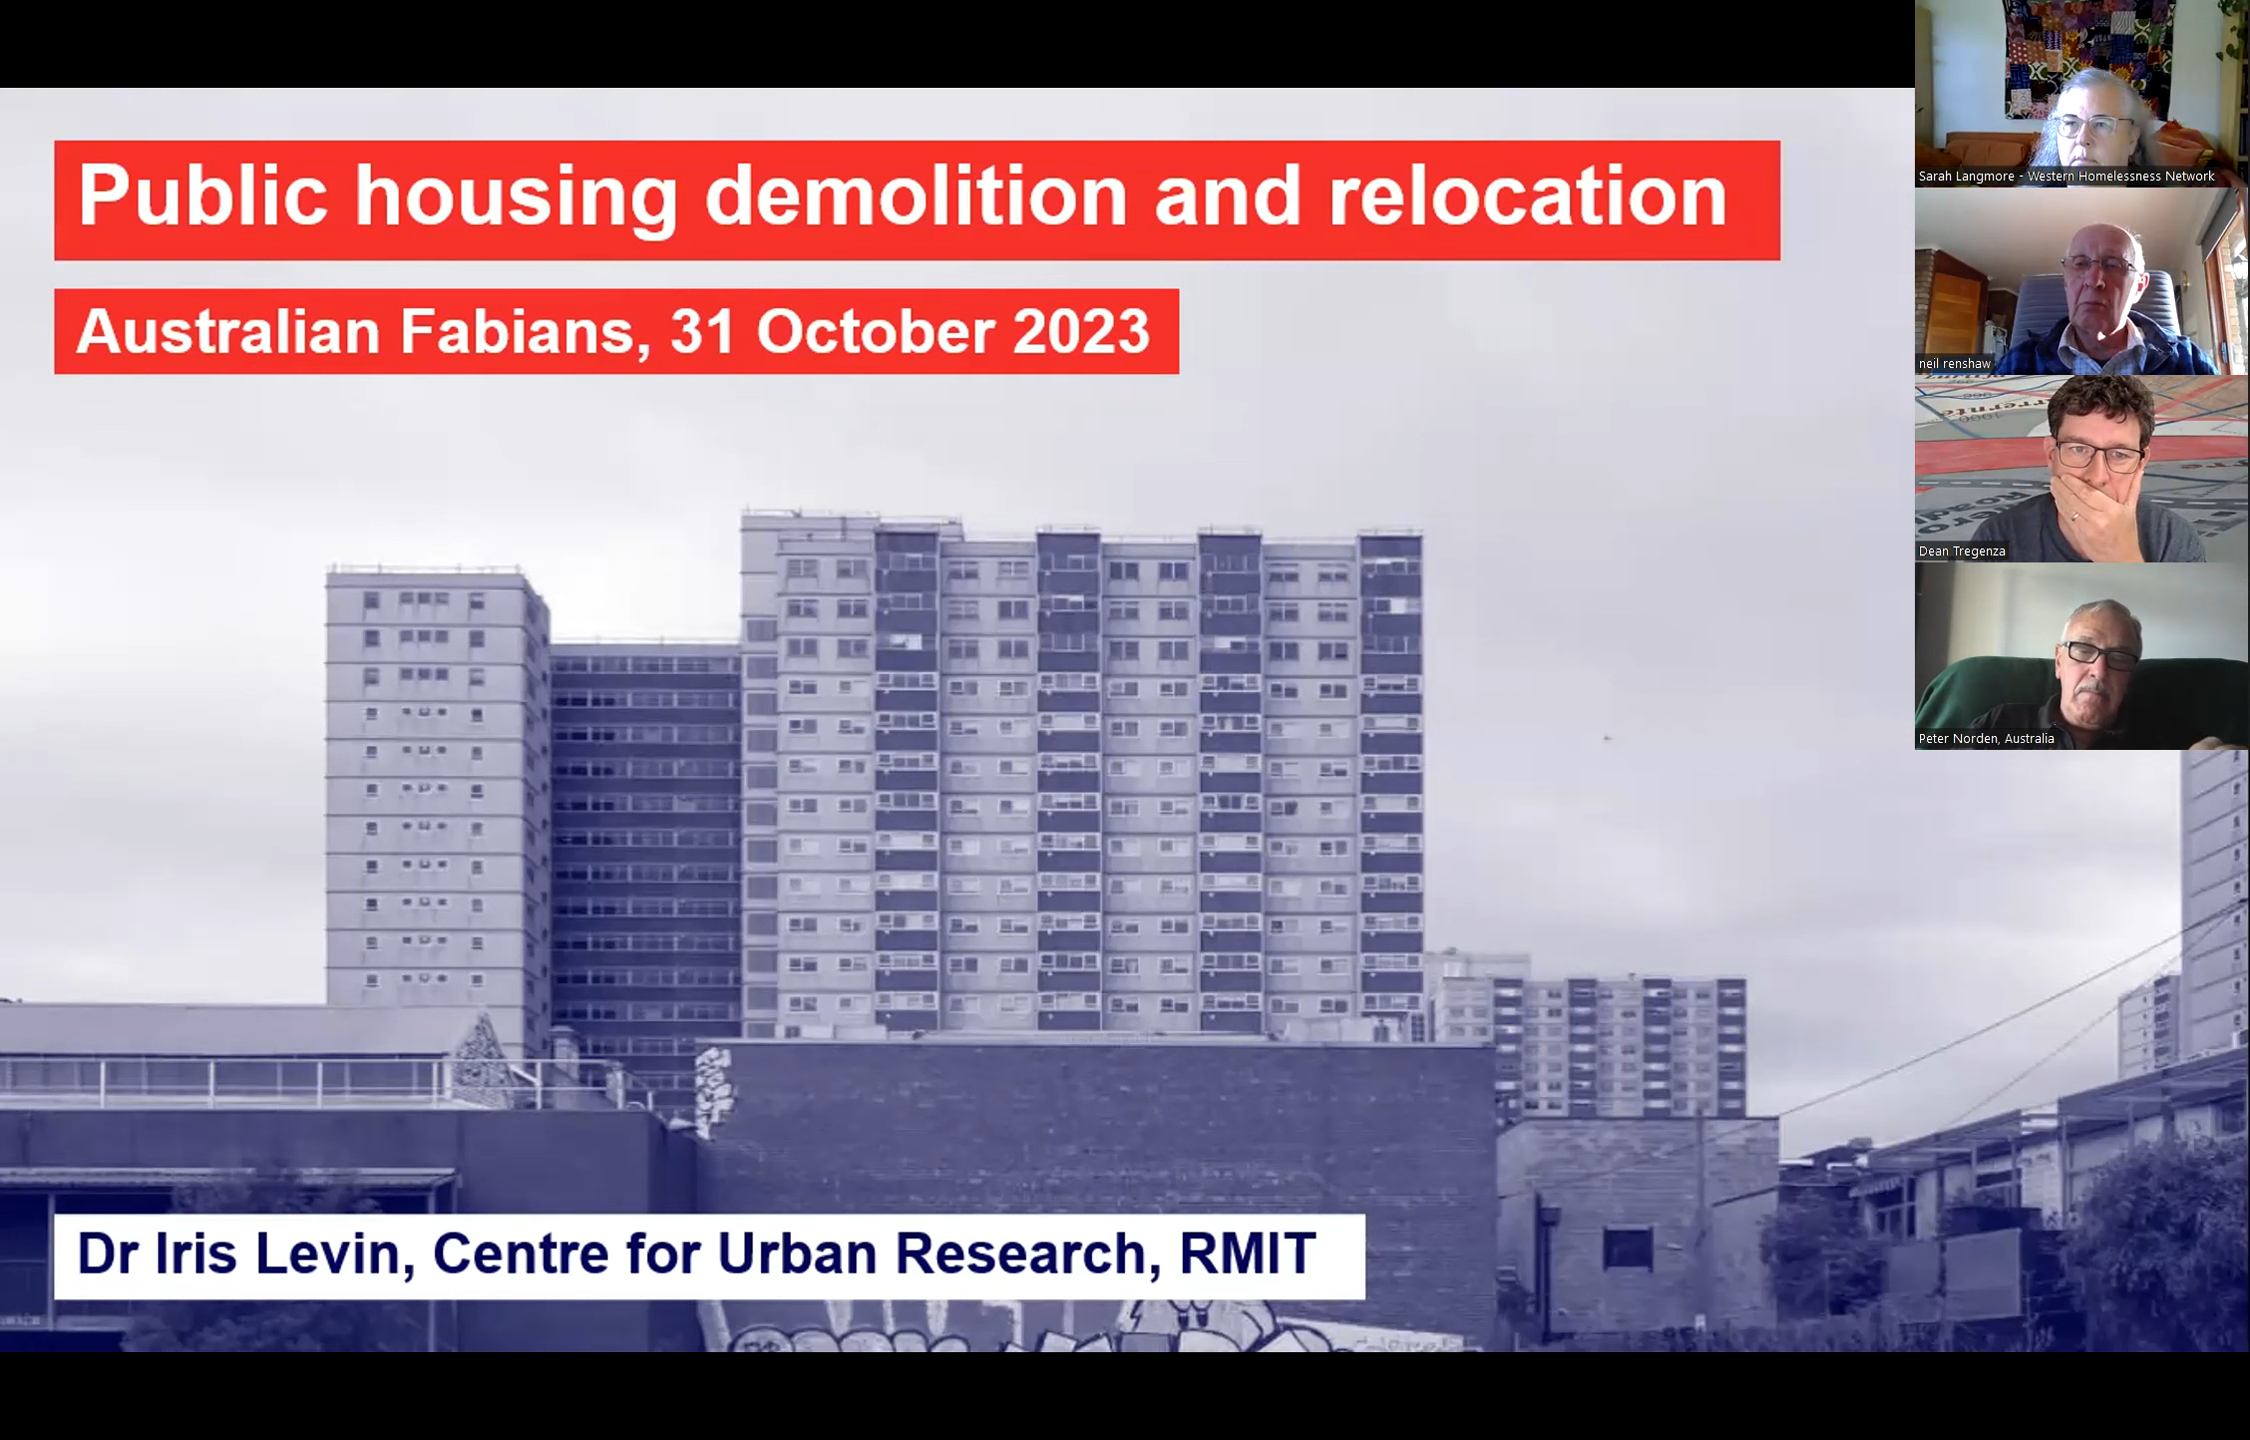 Public housing demolition and relocation
Australian Fabians, 31 October 2023
Dr Iris Levin, Centre for Urban Research, RMIT
Sarah Langmore - Western Homelessness Network
neil renshaw
Dean Tregenza
Peter Norden, Australia